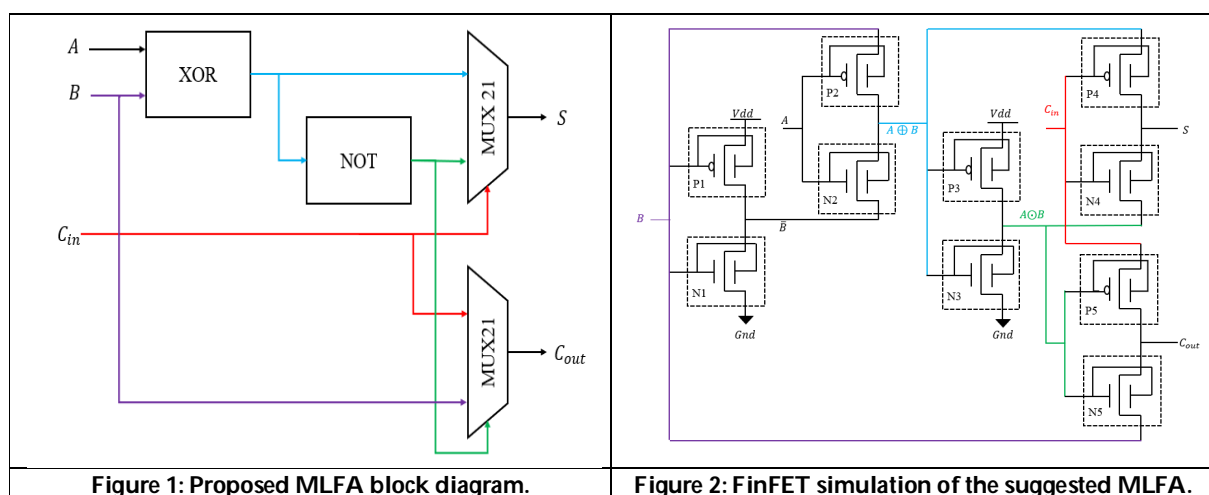 A
B
XOR
NOT
MUX 21
S
C_in
MUX21
C_out
Figure 1: Proposed MLFA block diagram.
B
P1
Vdd
N1
Gnd
B̄
A
P2
N2
A ⊕ B
P3
Vdd
N3
Gnd
A⊙B
C_in
P4
S
N4
P5
C_out
N5
Figure 2: FinFET simulation of the suggested MLFA.